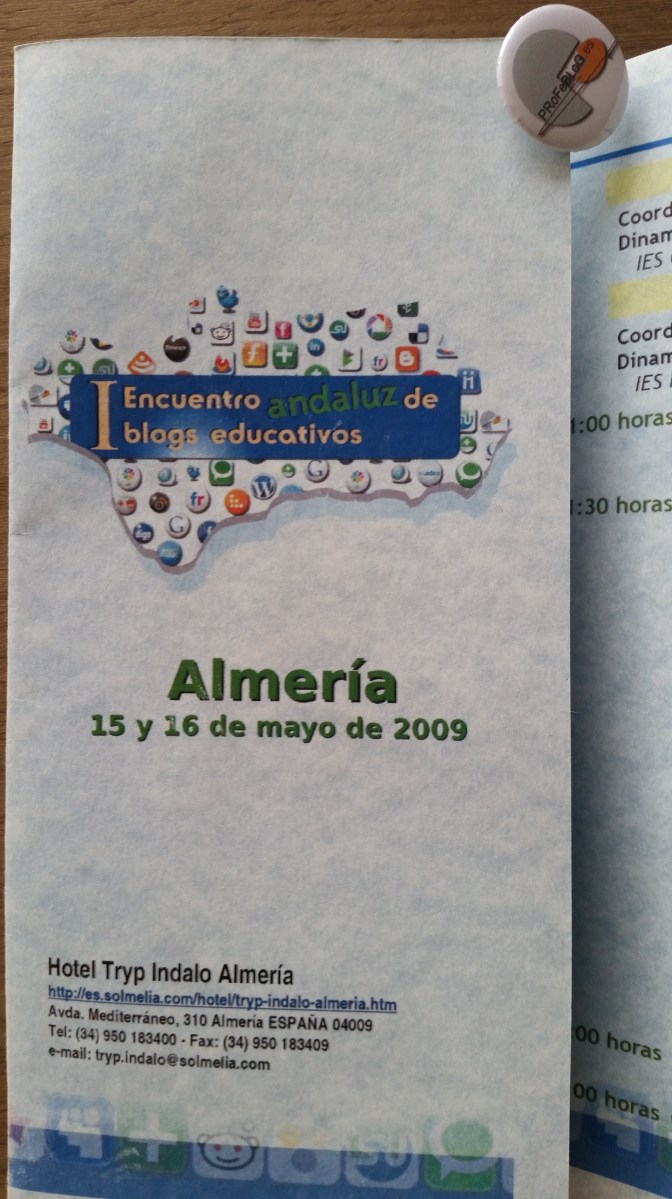 PRoFeBLoG.es
I Encuentro andaluz de
blogs educativos
Almería
15 y 16 de mayo de 2009
Hotel Tryp Indalo Almería
http://es.solmelia.com/hotel/tryp-indalo-almeria.htm
Avda. Mediterráneo, 310 Almería ESPAÑA 04009
Tel: (34) 950 183400 - Fax: (34) 950 183409
e-mail: tryp.indalo@solmelia.com
Coord
Dinam
IES
Coord
Dinam
IES
:00 horas
:30 horas
00 horas
00 horas